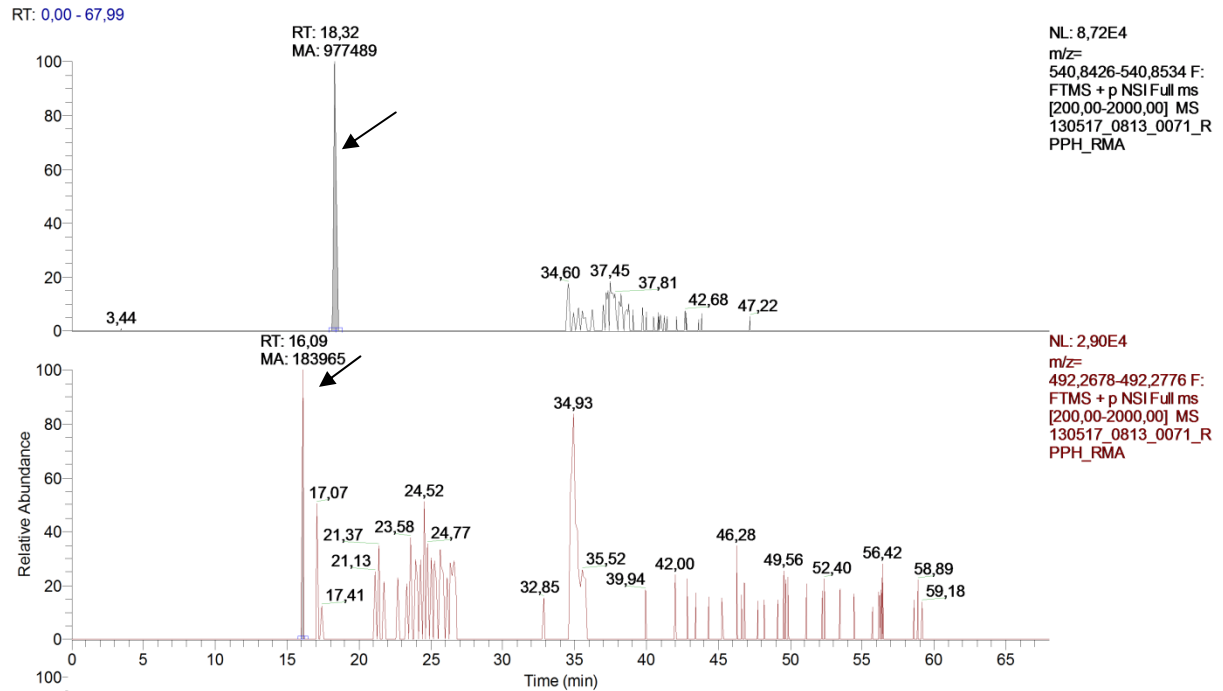 RT: 0,00 - 67,99
RT: 18,32
MA: 977489
NL: 8,72E4
m/z=
540,8426-540,8534 F:
FTMS + p NSI Full ms
[200,00-2000,00] MS
130517_0813_0071_R
PPH_RMA
100
80
60
40
20
0
3,44
34,60
37,45
37,81
42,68
47,22
RT: 16,09
MA: 183965
NL: 2,90E4
m/z=
492,2678-492,2776 F:
FTMS + p NSI Full ms
[200,00-2000,00] MS
130517_0813_0071_R
PPH_RMA
Relative Abundance
100
80
60
40
20
0
17,07
17,41
21,13
21,37
23,58
24,52
24,77
32,85
34,93
35,52
39,94
42,00
46,28
49,56
52,40
56,42
58,89
59,18
0 5 10 15 20 25 30 35 40 45 50 55 60 65
Time (min)
100